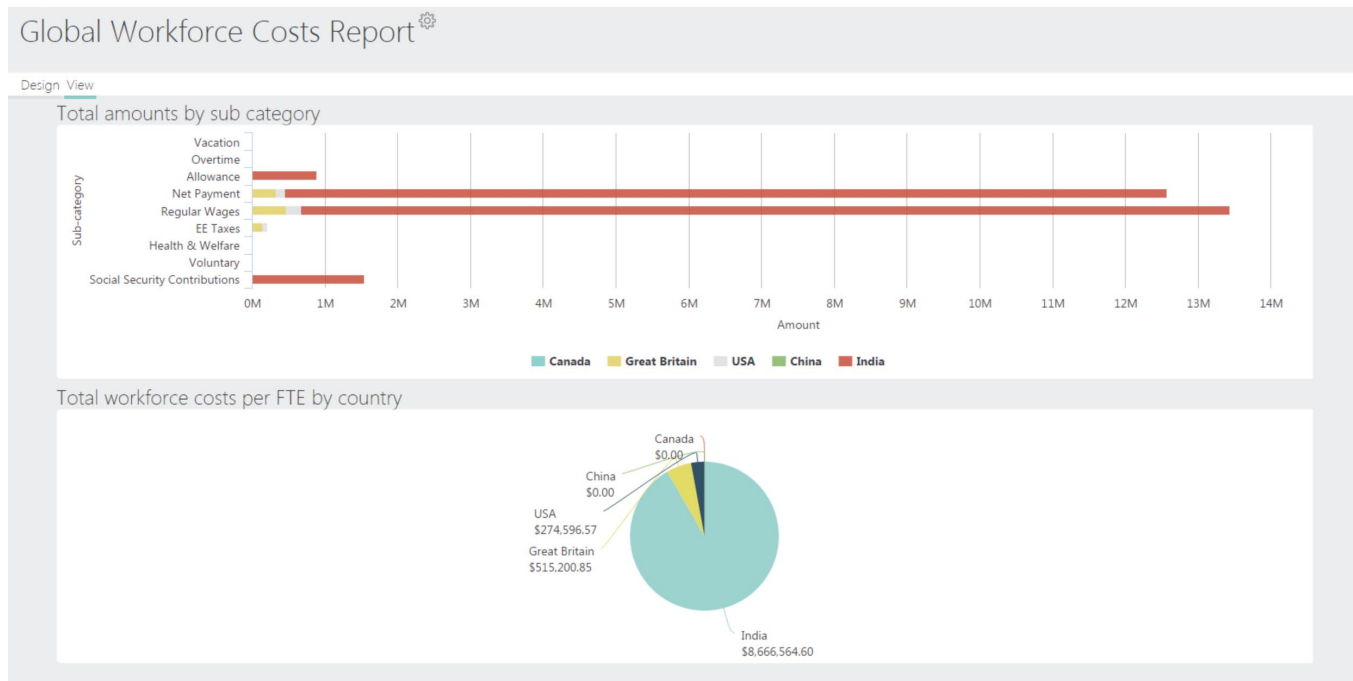 Global Workforce Costs Report
Design View
Total amounts by sub category
Sub-category
Vacation
Overtime
Allowance
Net Payment
Regular Wages
EE Taxes
Health & Welfare
Voluntary
Social Security Contributions
0M 1M 2M 3M 4M 5M 6M 7M 8M 9M 10M 11M 12M 13M 14M
Amount
Canada Great Britain USA China India
Total workforce costs per FTE by country
Canada
$0.00
China
$0.00
USA
$274,596.57
Great Britain
$515,200.85
India
$8,666,564.60